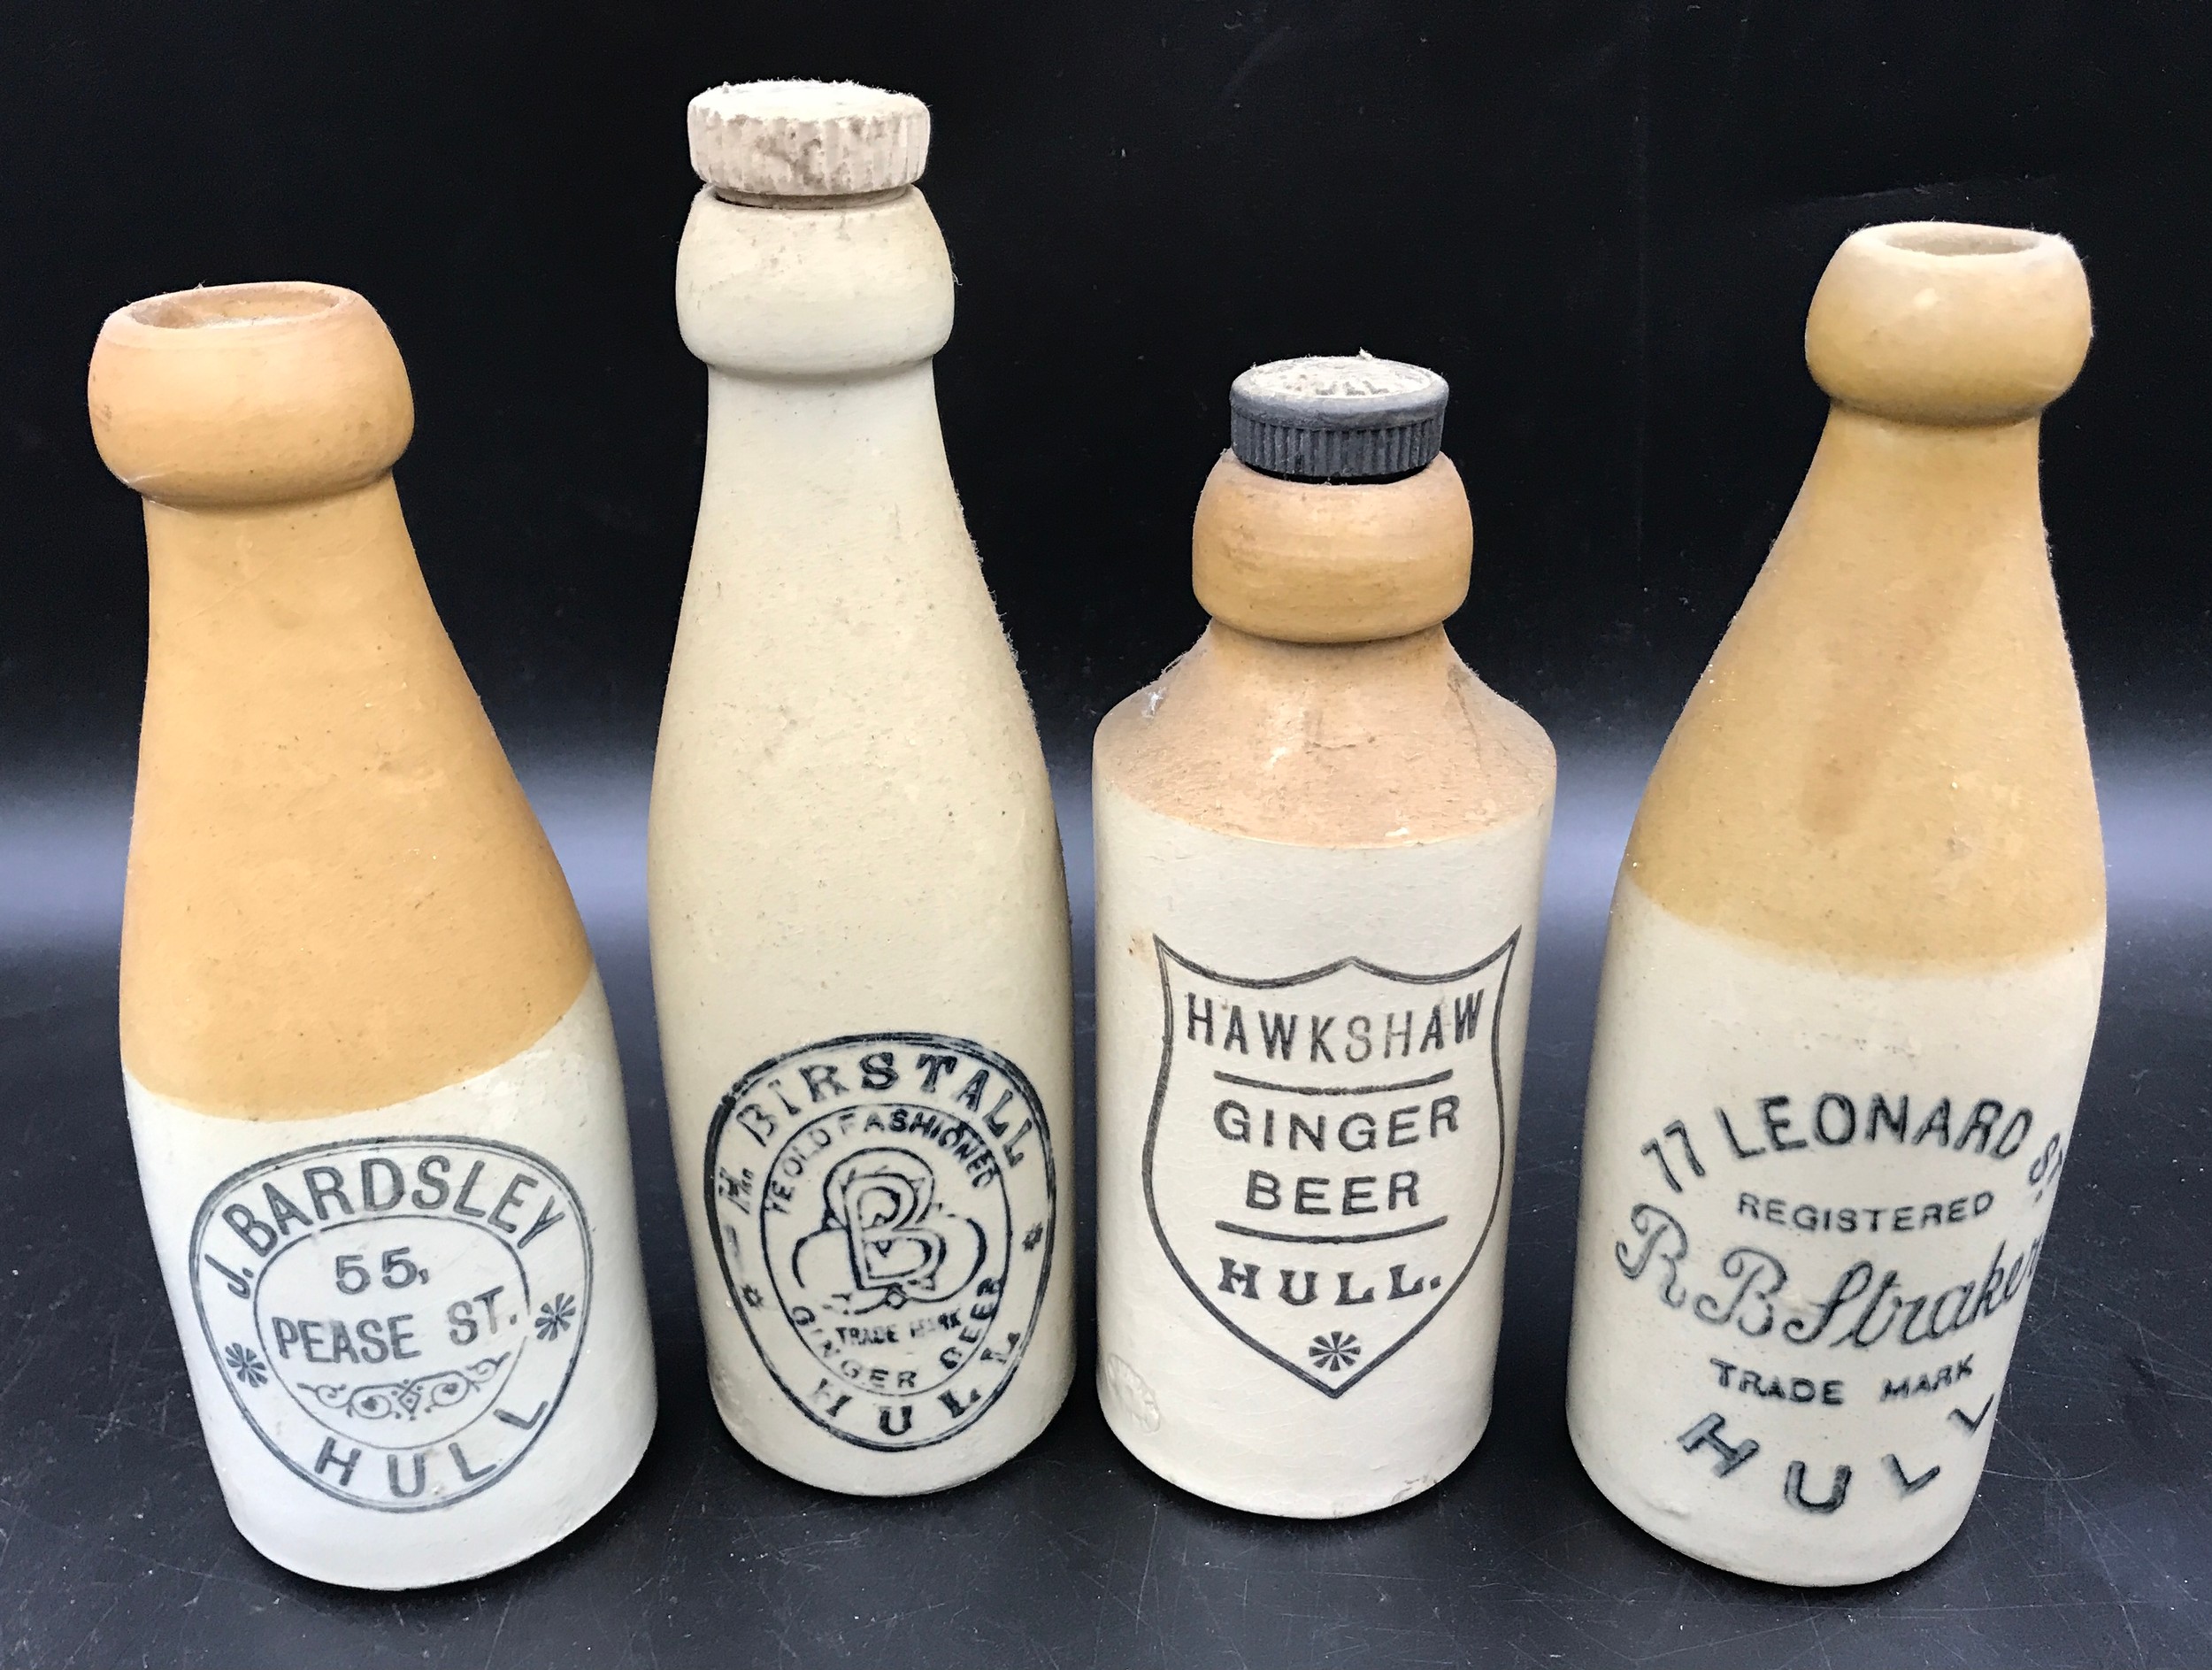 J. BARDSLEY
55,
PEASE ST.
HULL
BIRSTALL
YE OLD FASHIONED
B
TRADE MARK
GINGER BEER
HULL
HAWKSHAW
GINGER
BEER
HULL.
77 LEONARD ST.
REGISTERED
R. B. Straker
TRADE MARK
HULL